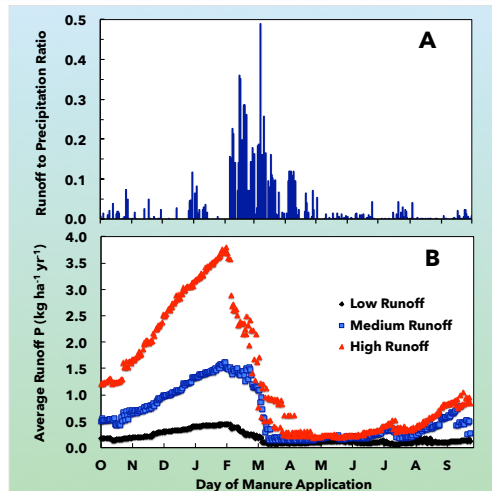 A
Runoff to Precipitation Ratio
0.5
0.4
0.3
0.2
0.1
0.0
B
Average Runoff P (kg ha⁻¹ yr⁻¹)
4.0
3.5
3.0
2.5
2.0
1.5
1.0
0.5
0.0
Low Runoff
Medium Runoff
High Runoff
O N D J F M A M J J A S
Day of Manure Application